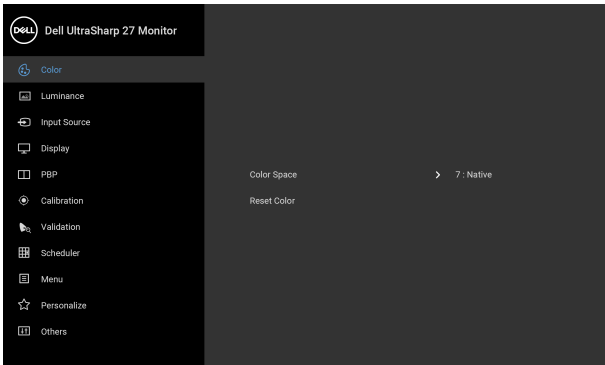 DELL Dell UltraSharp 27 Monitor
Color
Luminance
Input Source
Display
PBP
Color Space 7 : Native
Calibration
Reset Color
Validation
Scheduler
Menu
Personalize
Others